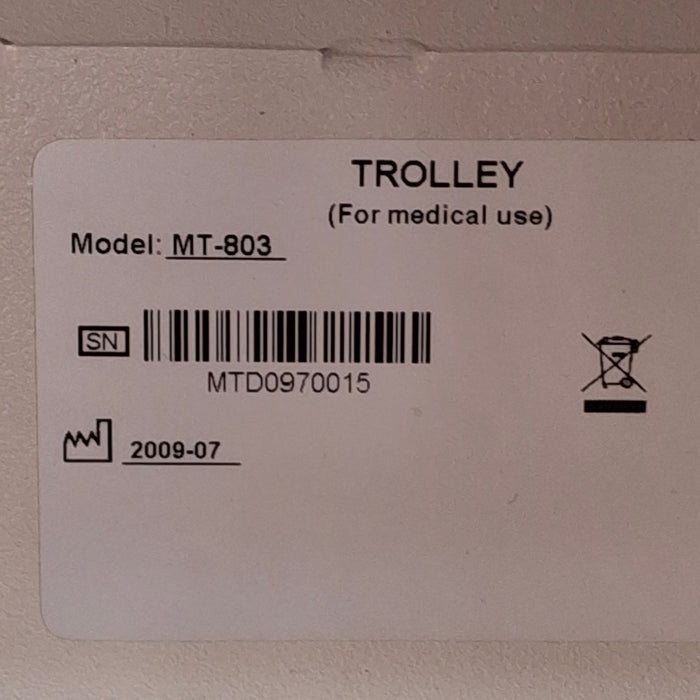 TROLLEY
(For medical use)
Model: MT-803
SN
MTD0970015
2009-07